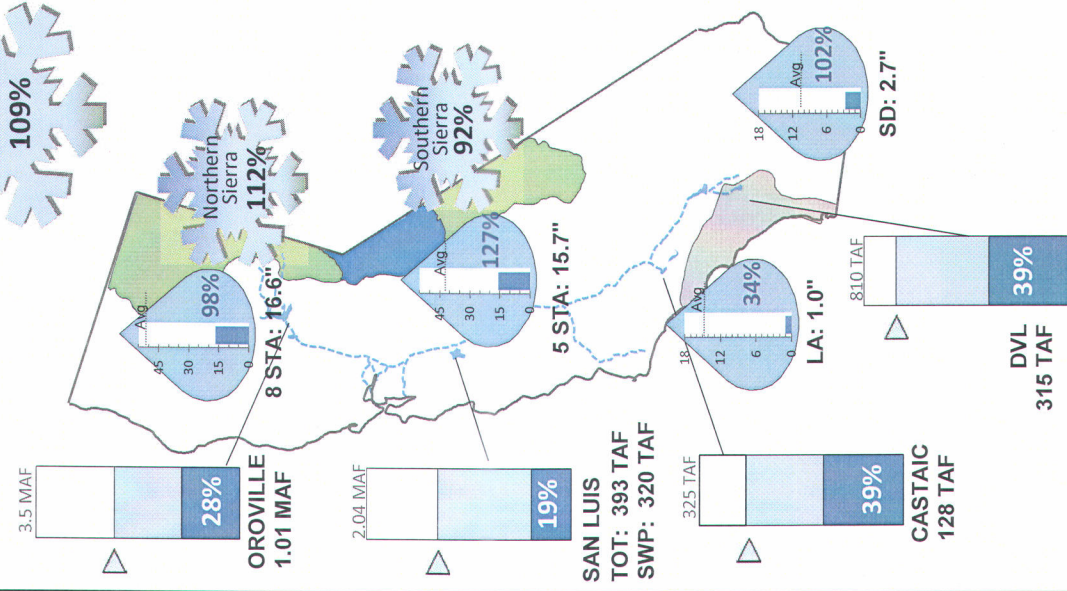 109%
Northern
Sierra
112%
Southern
Sierra
92%
Avg...
45
30
15
0
98%
8 STA: 16.6"
Avg...
45
30
15
0
127%
5 STA: 15.7"
Avg...
18
12
6
0
34%
LA: 1.0"
Avg...
18
12
6
0
102%
SD: 2.7"
3.5 MAF
28%
OROVILLE
1.01 MAF
2.04 MAF
19%
SAN LUIS
TOT: 393 TAF
SWP: 320 TAF
325 TAF
39%
CASTAIC
128 TAF
810 TAF
39%
DVL
315 TAF